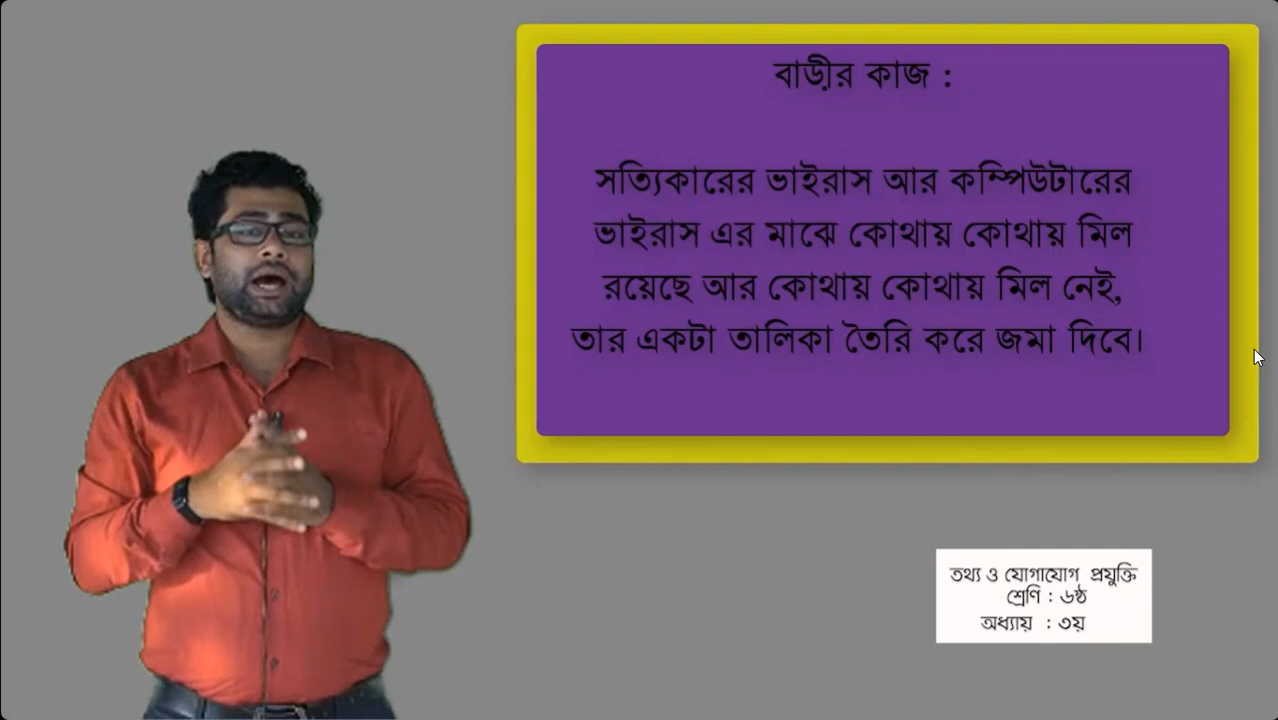 বাড়ীর কাজ :
সত্যিকারের ভাইরাস আর কম্পিউটারের
ভাইরাস এর মাঝে কোথায় কোথায় মিল
রয়েছে আর কোথায় কোথায় মিল নেই,
তার একটা তালিকা তৈরি করে জমা দিবে।
তথ্য ও যোগাযোগ প্রযুক্তি
শ্রেণি : ৬ষ্ঠ
অধ্যায় : ৩য়